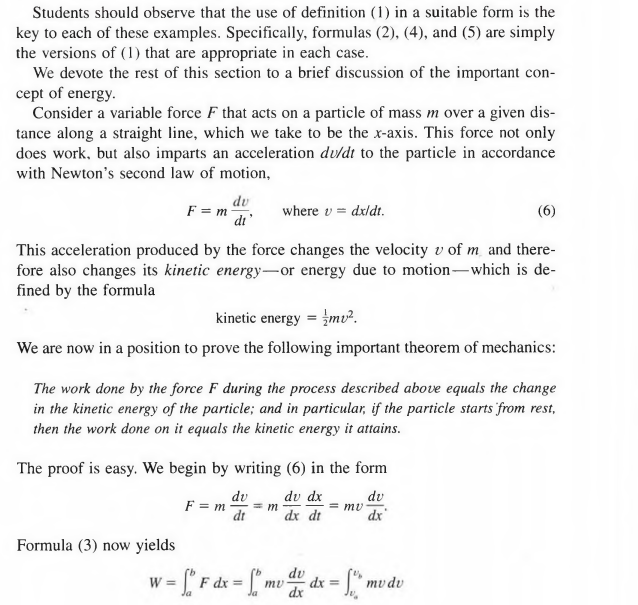 Students should observe that the use of definition (1) in a suitable form is the
key to each of these examples. Specifically, formulas (2), (4), and (5) are simply
the versions of (1) that are appropriate in each case.
We devote the rest of this section to a brief discussion of the important con-
cept of energy.
Consider a variable force F that acts on a particle of mass m over a given dis-
tance along a straight line, which we take to be the x-axis. This force not only
does work, but also imparts an acceleration dv/dt to the particle in accordance
with Newton's second law of motion,
F = m dv/dt, where v = dx/dt. (6)
This acceleration produced by the force changes the velocity v of m and there-
fore also changes its kinetic energy—or energy due to motion—which is de-
fined by the formula
kinetic energy = ½mv².
We are now in a position to prove the following important theorem of mechanics:
The work done by the force F during the process described above equals the change
in the kinetic energy of the particle; and in particular, if the particle starts from rest,
then the work done on it equals the kinetic energy it attains.
The proof is easy. We begin by writing (6) in the form
F = m dv/dt = m dv/dx dx/dt = mv dv/dx.
Formula (3) now yields
W = ∫_a^b F dx = ∫_a^b mv dv/dx dx = ∫_{v_a}^{v_b} mv dv